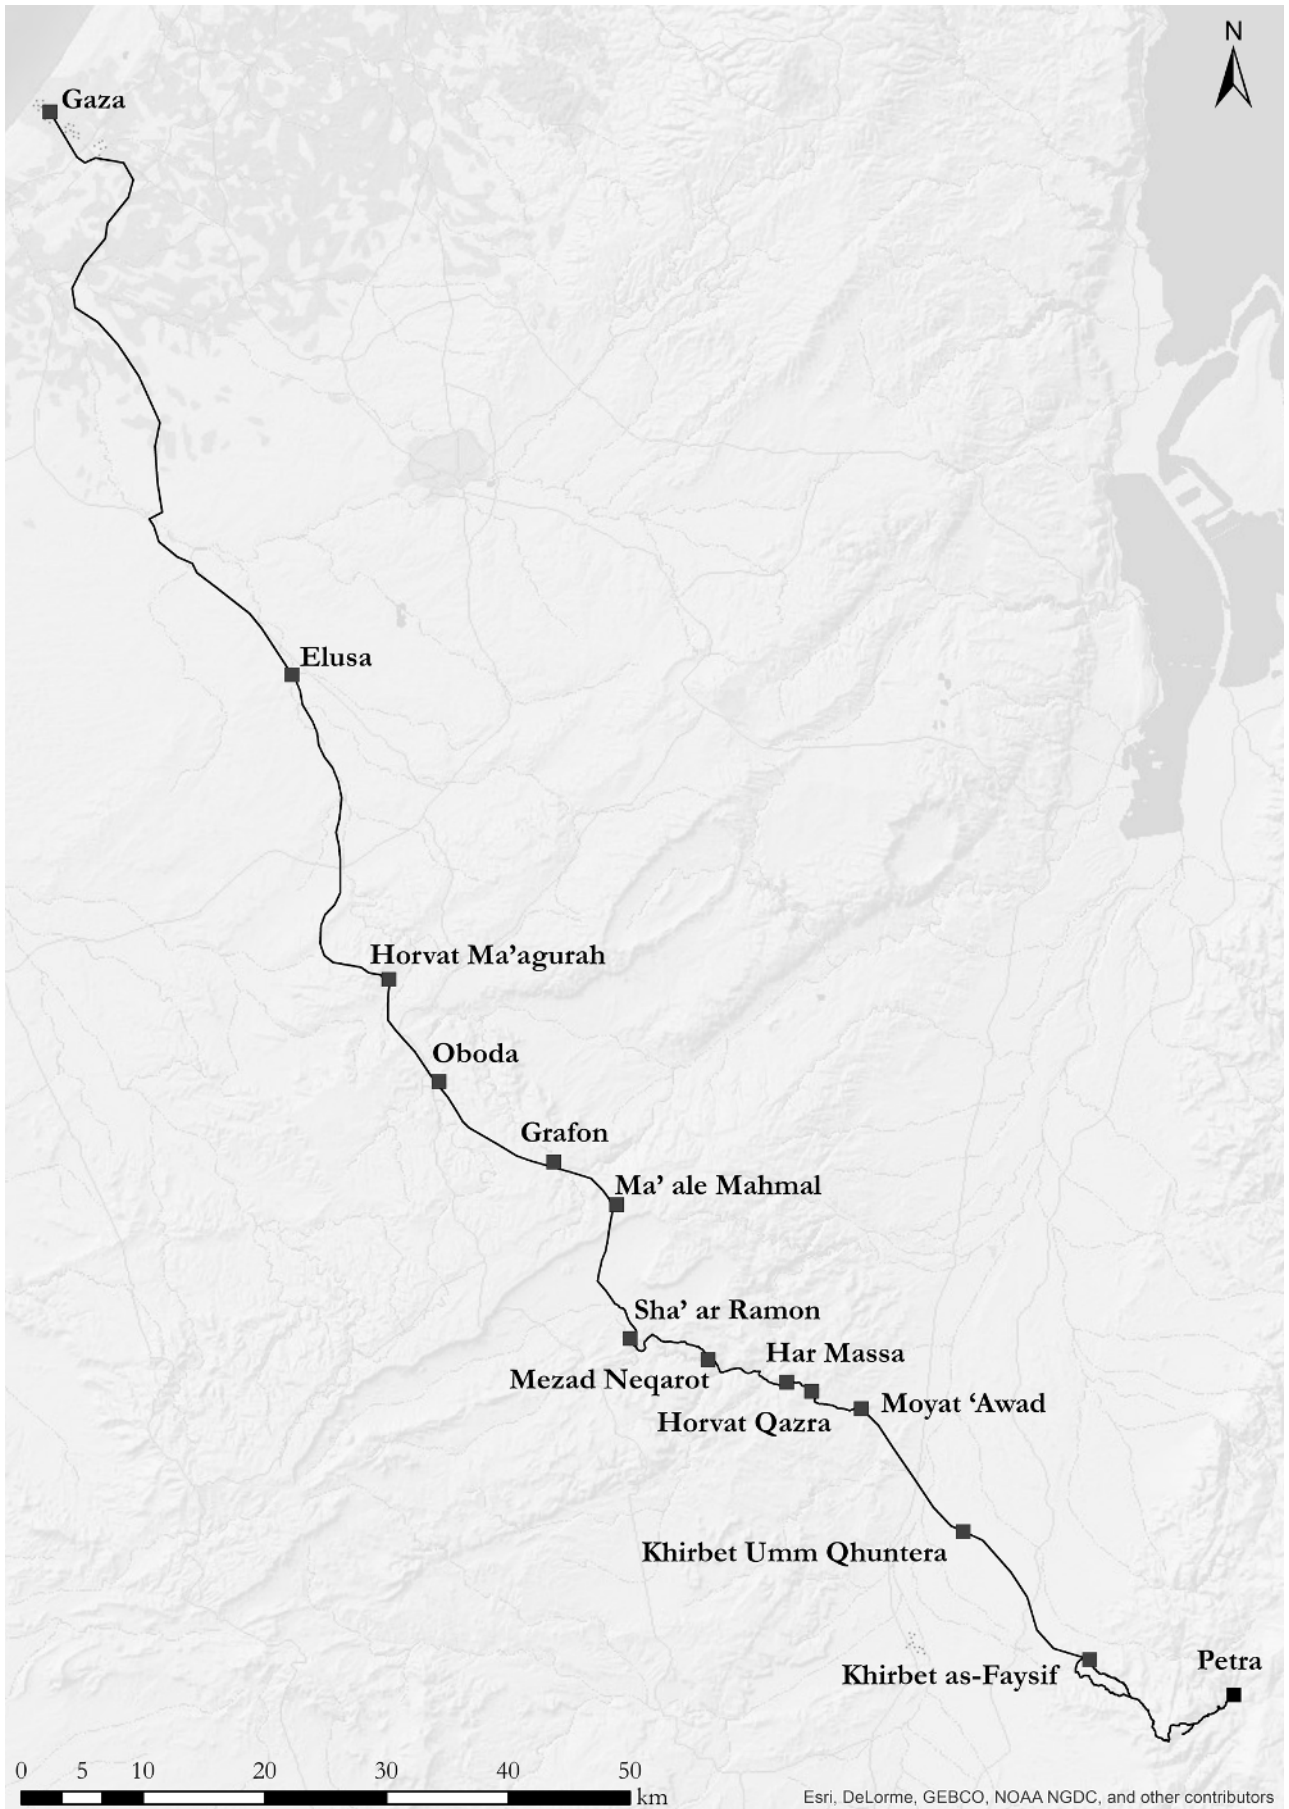 N
Gaza
Elusa
Horvat Ma’agurah
Oboda
Grafon
Ma’ ale Mahmal
Sha’ ar Ramon
Har Massa
Mezad Neqarot
Moyat ‘Awad
Horvat Qazra
Khirbet Umm Qhuntera
Petra
Khirbet as-Faysif
0 5 10 20 30 40 50
km
Esri, DeLorme, GEBCO, NOAA NGDC, and other contributors